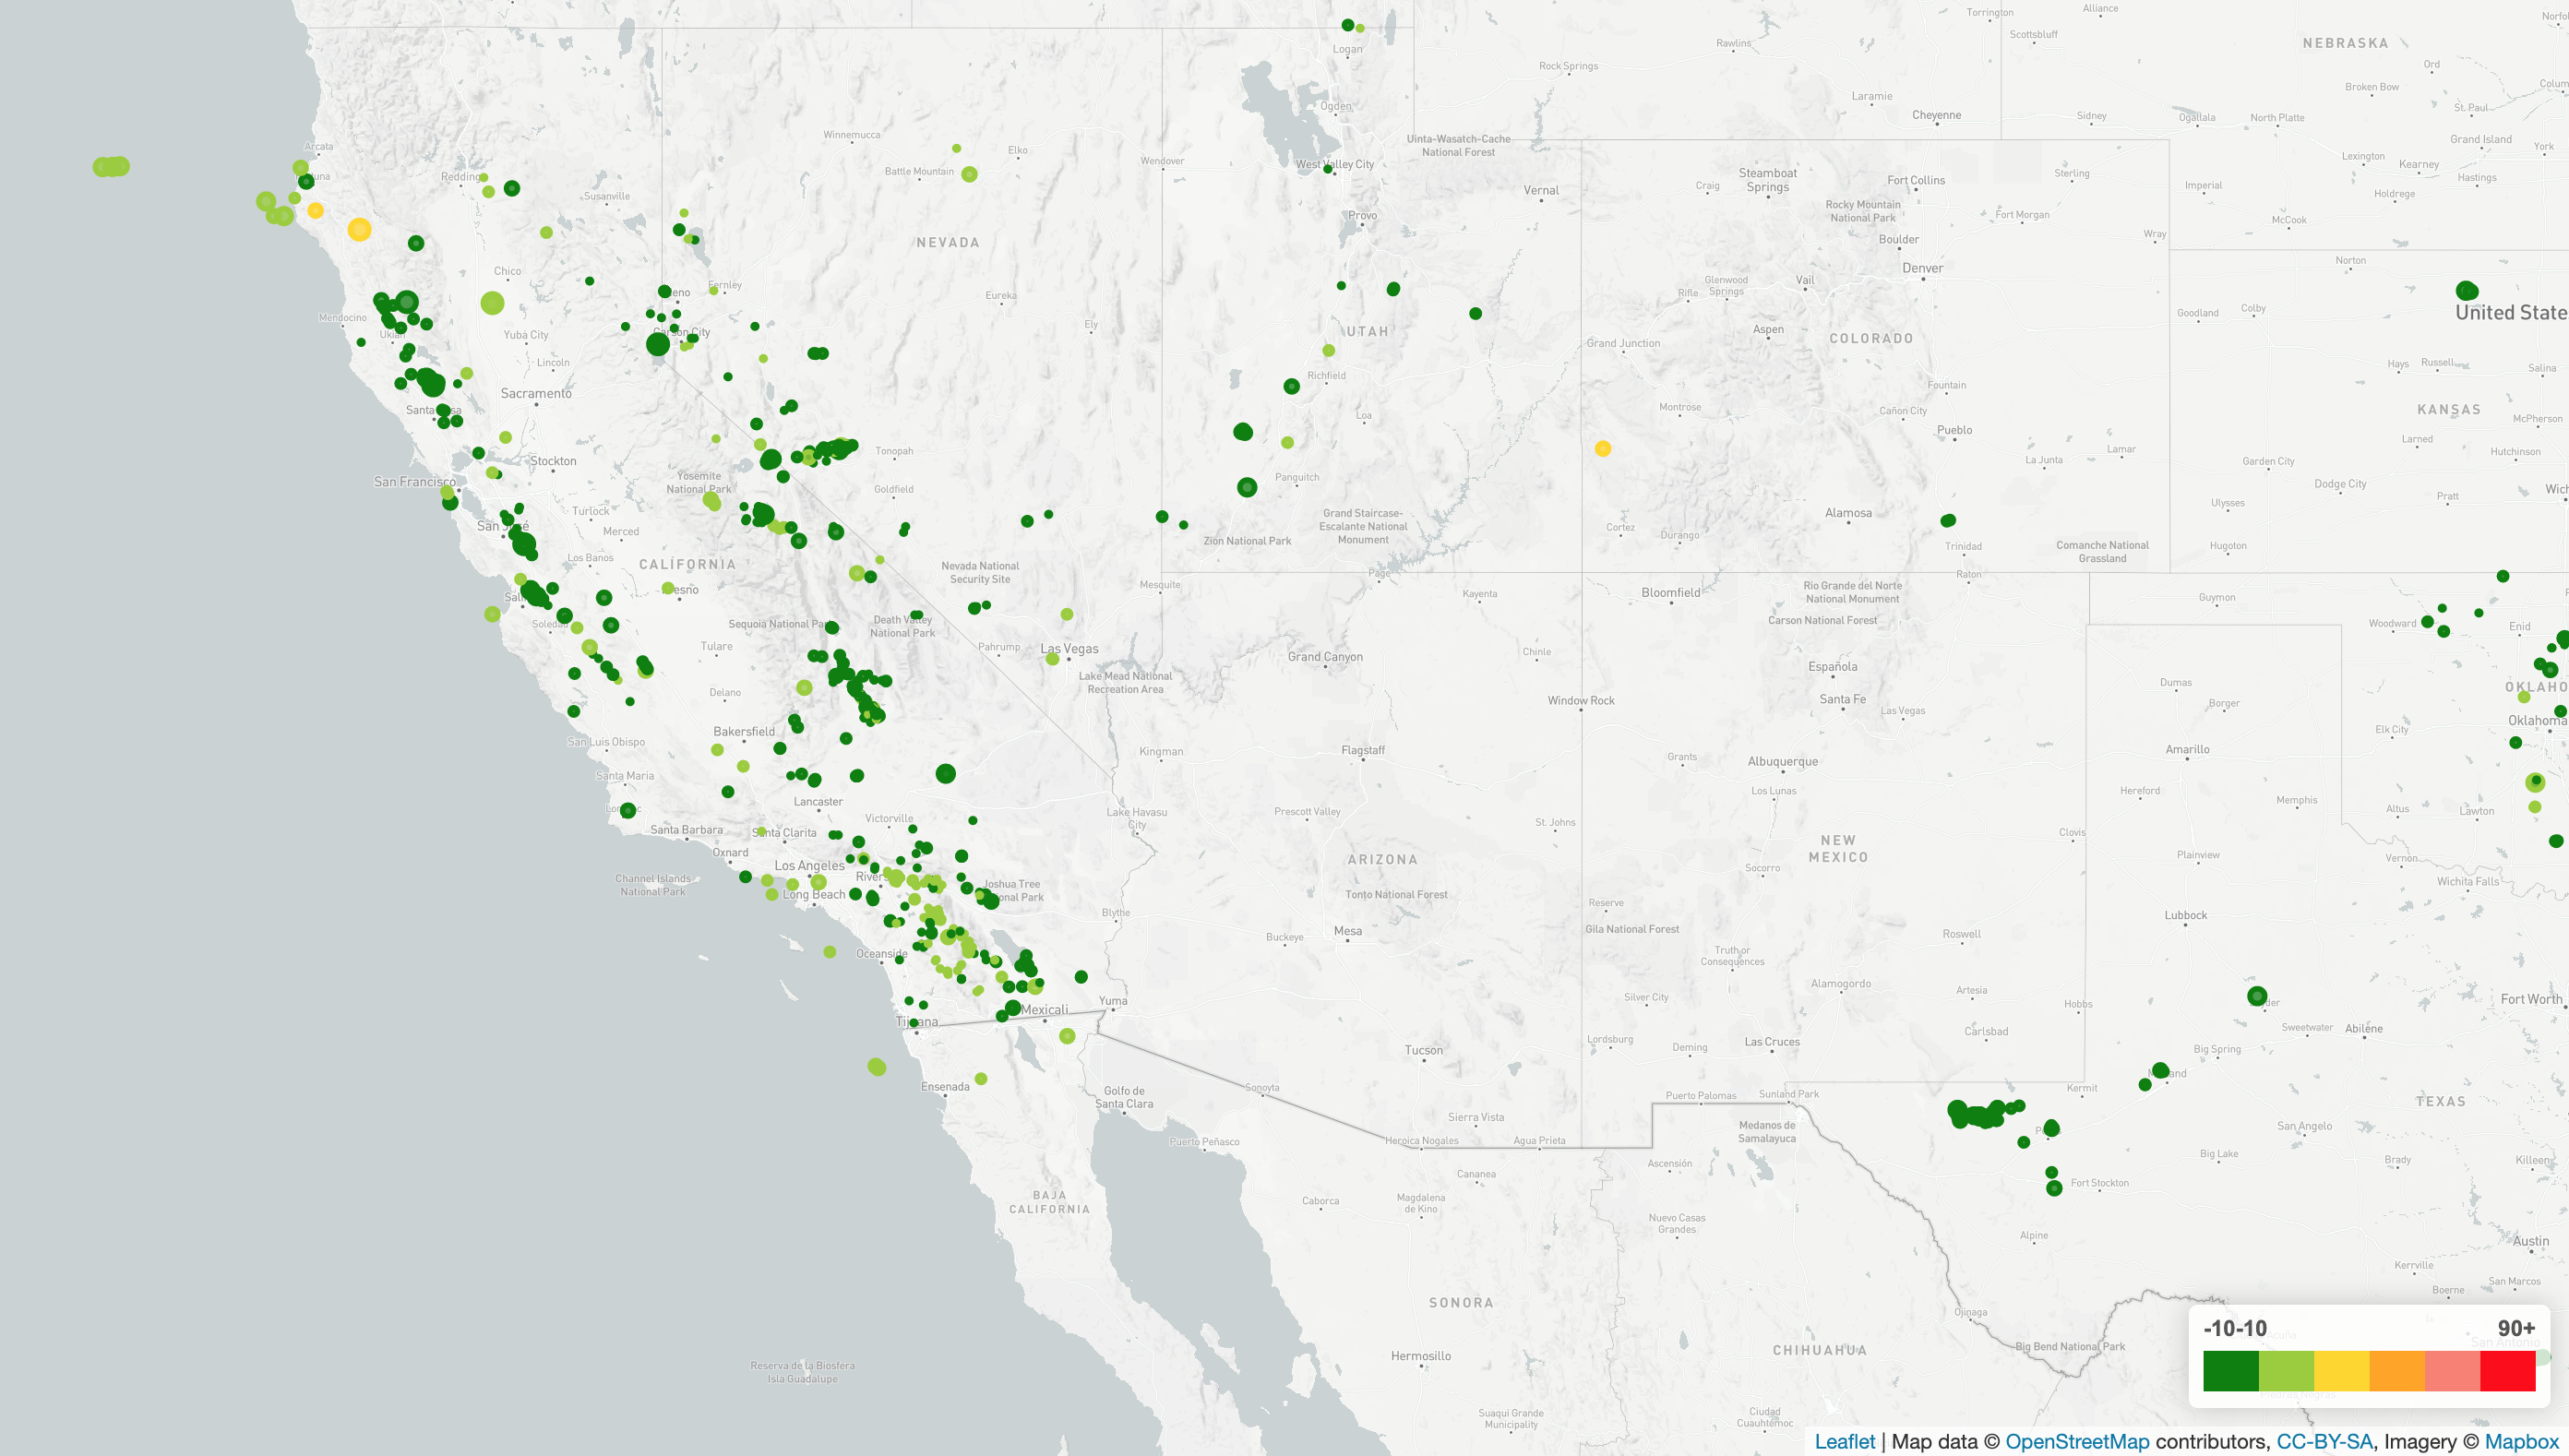 Torrington
Alliance
Norfol
Scottsbluff
NEBRASKA
Logan
Rawlins
Ord
Rock Springs
Broken Bow
Colum
Laramie
St. Paul
Ogden
Cheyenne
Sidney
Ogallala
North Platte
Winnemucca
Arcata
Elko
Uinta-Wasatch-Cache
National Forest
Grand Island
York
Wendover
West Valley City
Lexington
Kearney
Redding
Battle Mountain
Steamboat
Springs
Fort Collins
Sterling
Hastings
Vernal
Craig
Imperial
Holdrege
Susanville
Rocky Mountain
National Park
Provo
Fort Morgan
McCook
NEVADA
Boulder
Wray
Chico
Denver
Norton
Fernley
Glenwood
Springs
Vail
Eureka
Rifle
Colby
Goodland
United State
Mendocino
Ely
UTAH
Aspen
COLORADO
Yuba City
Carson City
Grand Junction
Lincoln
Hays
Russell
Salina
Richfield
Fountain
Sacramento
Montrose
Cañon City
KANSAS
Loa
Pueblo
McPherson
Tonopah
Larned
Stockton
La Junta
Lamar
Garden City
Hutchinson
San Francisco
Yosemite
National Park
Panguitch
Dodge City
Goldfield
Wich
Turlock
Pratt
Ulysses
San José
Merced
Grand Staircase-
Escalante National
Monument
Alamosa
Cortez
Zion National Park
Durango
Los Banos
Trinidad
Comanche National
Grassland
Hugoton
CALIFORNIA
Nevada National
Security Site
Page
Raton
Mesquite
Kayenta
Bloomfield
Rio Grande del Norte
National Monument
Guymon
Sequoia National Park
Death Valley
National Park
Carson National Forest
Woodward
Enid
Tulare
Pahrump
Las Vegas
Grand Canyon
Chinle
Española
Lake Mead National
Recreation Area
Dumas
OKLAHO
Delano
Window Rock
Santa Fe
Las Vegas
Borger
Oklahoma
Bakersfield
San Luis Obispo
Kingman
Flagstaff
Grants
Albuquerque
Amarillo
Elk City
Santa Maria
Los Lunas
Hereford
Memphis
Lancaster
Altus
Lawton
Lake Havasu
City
Prescott Valley
Victorville
St. Johns
Santa Barbara
Santa Clarita
Clovis
Oxnard
NEW
MEXICO
Plainview
Vernon
Los Angeles
ARIZONA
Socorro
Channel Islands
National Park
Joshua Tree
Wichita Falls
Long Beach
Tonto National Forest
Reserve
Blythe
Lubbock
Gila National Forest
Mesa
Buckeye
Roswell
Oceanside
Truth or
Consequences
Alamogordo
Artesia
Silver City
Hobbs
Fort Worth
Yuma
Mexicali
Tijuana
Carlsbad
Sweetwater
Abilene
Lordsburg
Las Cruces
Deming
Tucson
Big Spring
Ensenada
Golfo de
Santa Clara
Sonoyta
Puerto Palomas
Sunland Park
Kermit
TEXAS
Sierra Vista
Medanos de
Samalayuca
San Angelo
Puerto Peñasco
Heroica Nogales
Agua Prieta
Big Lake
Brady
Killeen
Ascensión
Cananea
Fort Stockton
BAJA
CALIFORNIA
Caborca
Magdalena
de Kino
Nuevo Casas
Grandes
Alpine
Austin
Kerrville
San Marcos
Boerne
SONORA
Ojinaga
-10-10
90+
CHIHUAHUA
Big Bend National Park
Hermosillo
Reserva de la Biosfera
Isla Guadalupe
Suaqui Grande
Municipality
Ciudad
Cuauhtémoc
Leaflet | Map data © OpenStreetMap contributors, CC-BY-SA, Imagery © Mapbox